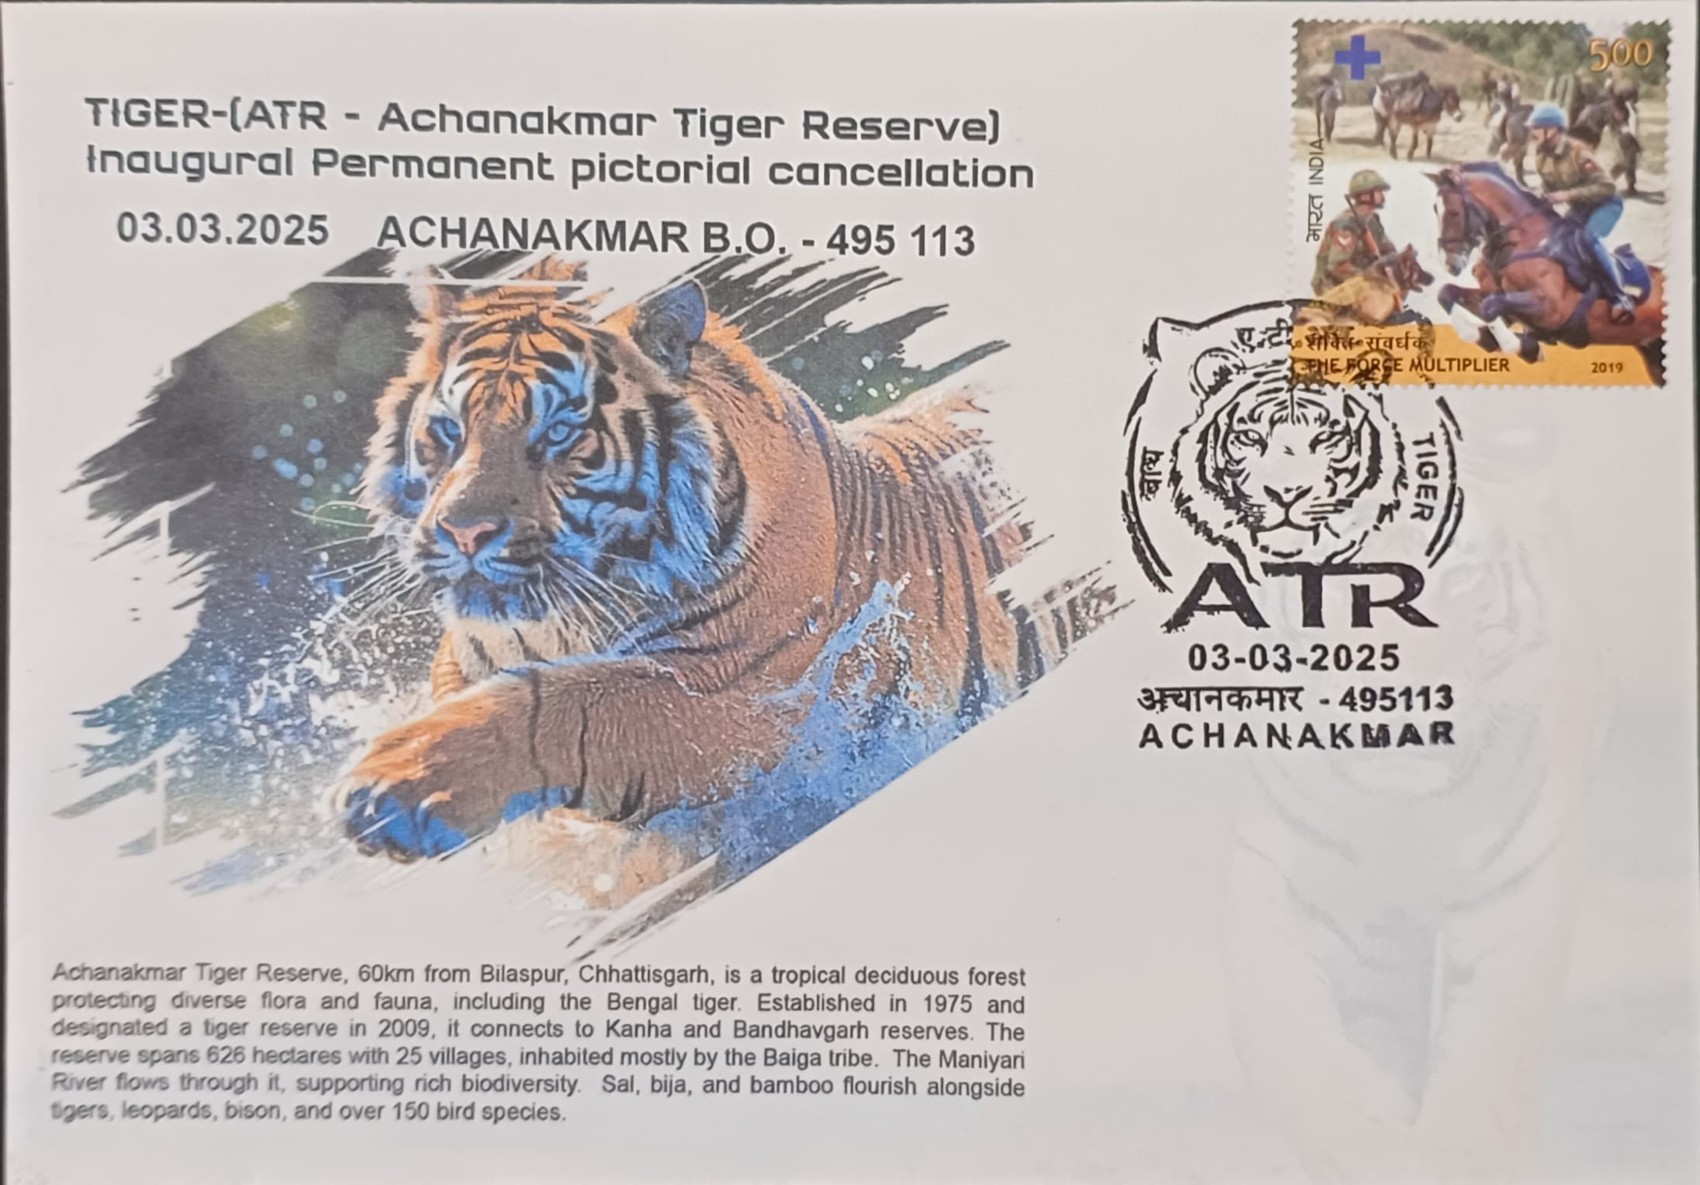 TIGER-(ATR - Achanakmar Tiger Reserve)
Inaugural Permanent pictorial cancellation
03.03.2025 ACHANAKMAR B.O. - 495 113
500
भारत INDIA
शक्ति संवर्धक
THE FORCE MULTIPLIER 2019
ए.टी.
बाघ
TIGER
ATR
03-03-2025
अचानकमार - 495113
ACHANAKMAR
Achanakmar Tiger Reserve, 60km from Bilaspur, Chhattisgarh, is a tropical deciduous forest
protecting diverse flora and fauna, including the Bengal tiger. Established in 1975 and
designated a tiger reserve in 2009, it connects to Kanha and Bandhavgarh reserves. The
reserve spans 626 hectares with 25 villages, inhabited mostly by the Baiga tribe. The Maniyari
River flows through it, supporting rich biodiversity. Sal, bija, and bamboo flourish alongside
tigers, leopards, bison, and over 150 bird species.